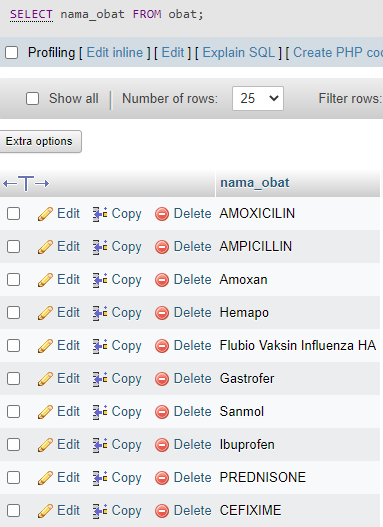 SELECT nama_obat FROM obat;
Profiling [ Edit inline ] [ Edit ] [ Explain SQL ] [ Create PHP co
Show all Number of rows: 25 Filter rows:
Extra options
nama_obat
Edit Copy Delete AMOXICILIN
Edit Copy Delete AMPICILLIN
Edit Copy Delete Amoxan
Edit Copy Delete Hemapo
Edit Copy Delete Flubio Vaksin Influenza HA
Edit Copy Delete Gastrofer
Edit Copy Delete Sanmol
Edit Copy Delete Ibuprofen
Edit Copy Delete PREDNISONE
Edit Copy Delete CEFIXIME